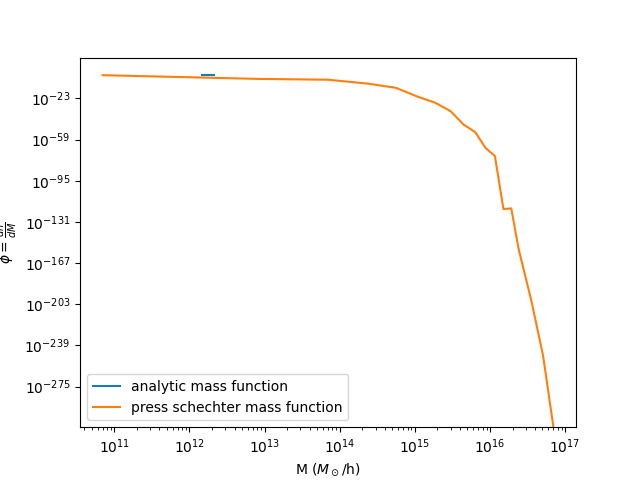 10^{-23}
10^{-59}
10^{-95}
10^{-131}
10^{-167}
10^{-203}
10^{-239}
10^{-275}
ϕ = dn/dM
analytic mass function
press schechter mass function
10^{11} 10^{12} 10^{13} 10^{14} 10^{15} 10^{16} 10^{17}
M (M_⊙/h)